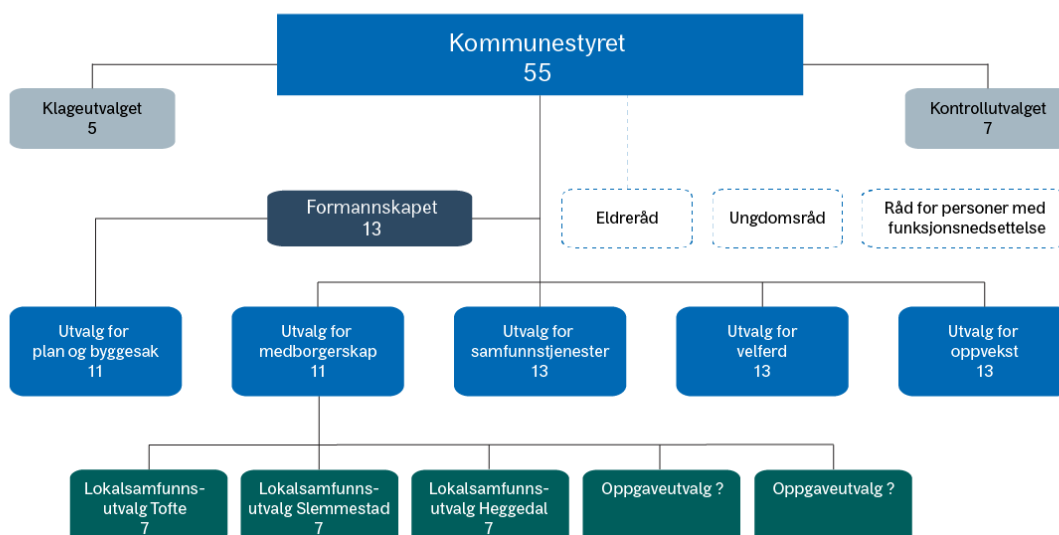 Kommunestyret
55
Klageutvalget
5
Kontrollutvalget
7
Formannskapet
13
Eldreråd
Ungdomsråd
Råd for personer med
funksjonsnedsettelse
Utvalg for
plan og byggesak
11
Utvalg for
medborgerskap
11
Utvalg for
samfunnstjenester
13
Utvalg for
velferd
13
Utvalg for
oppvekst
13
Lokalsamfunns-
utvalg Tofte
7
Lokalsamfunns-
utvalg Slemmestad
7
Lokalsamfunns-
utvalg Heggedal
7
Oppgaveutvalg ?
Oppgaveutvalg ?